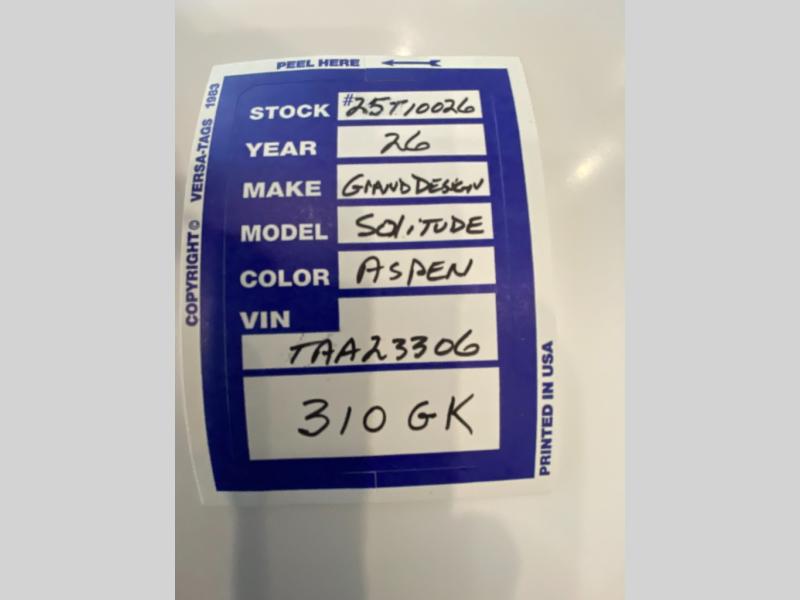 PEEL HERE
COPYRIGHT© VERSA-TAGS 1983
STOCK #25T10026
YEAR 26
MAKE GRAND DESIGN
MODEL SOLITUDE
COLOR ASPEN
VIN
TAA23306
310 GK
PRINTED IN USA